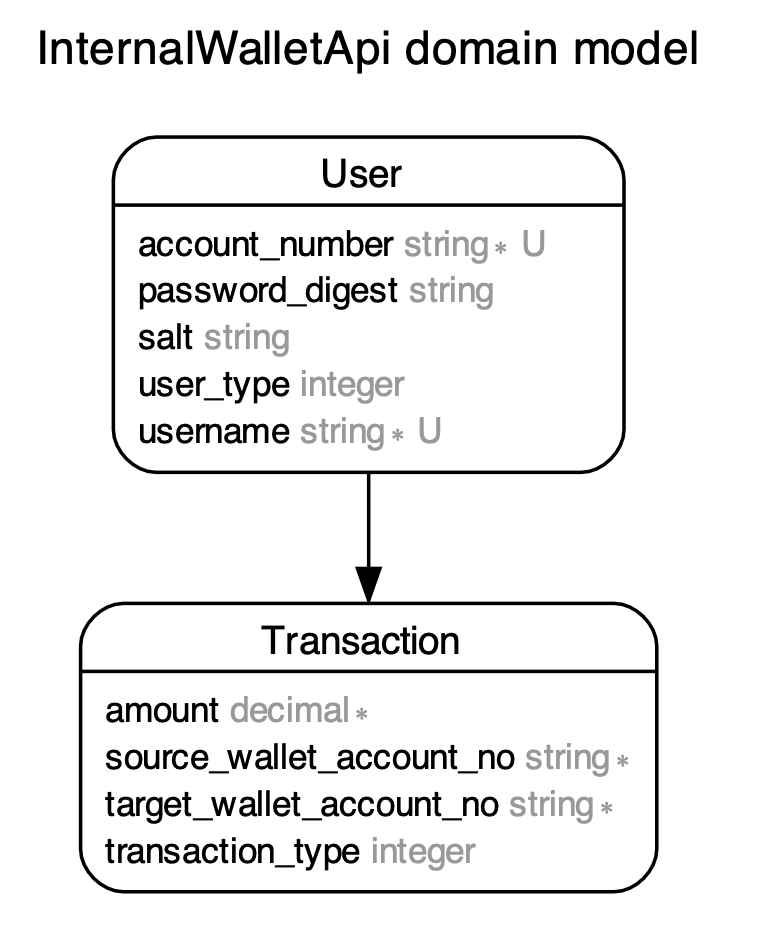 InternalWalletApi domain model
User
account_number string * U
password_digest string
salt string
user_type integer
username string * U
Transaction
amount decimal *
source_wallet_account_no string *
target_wallet_account_no string *
transaction_type integer